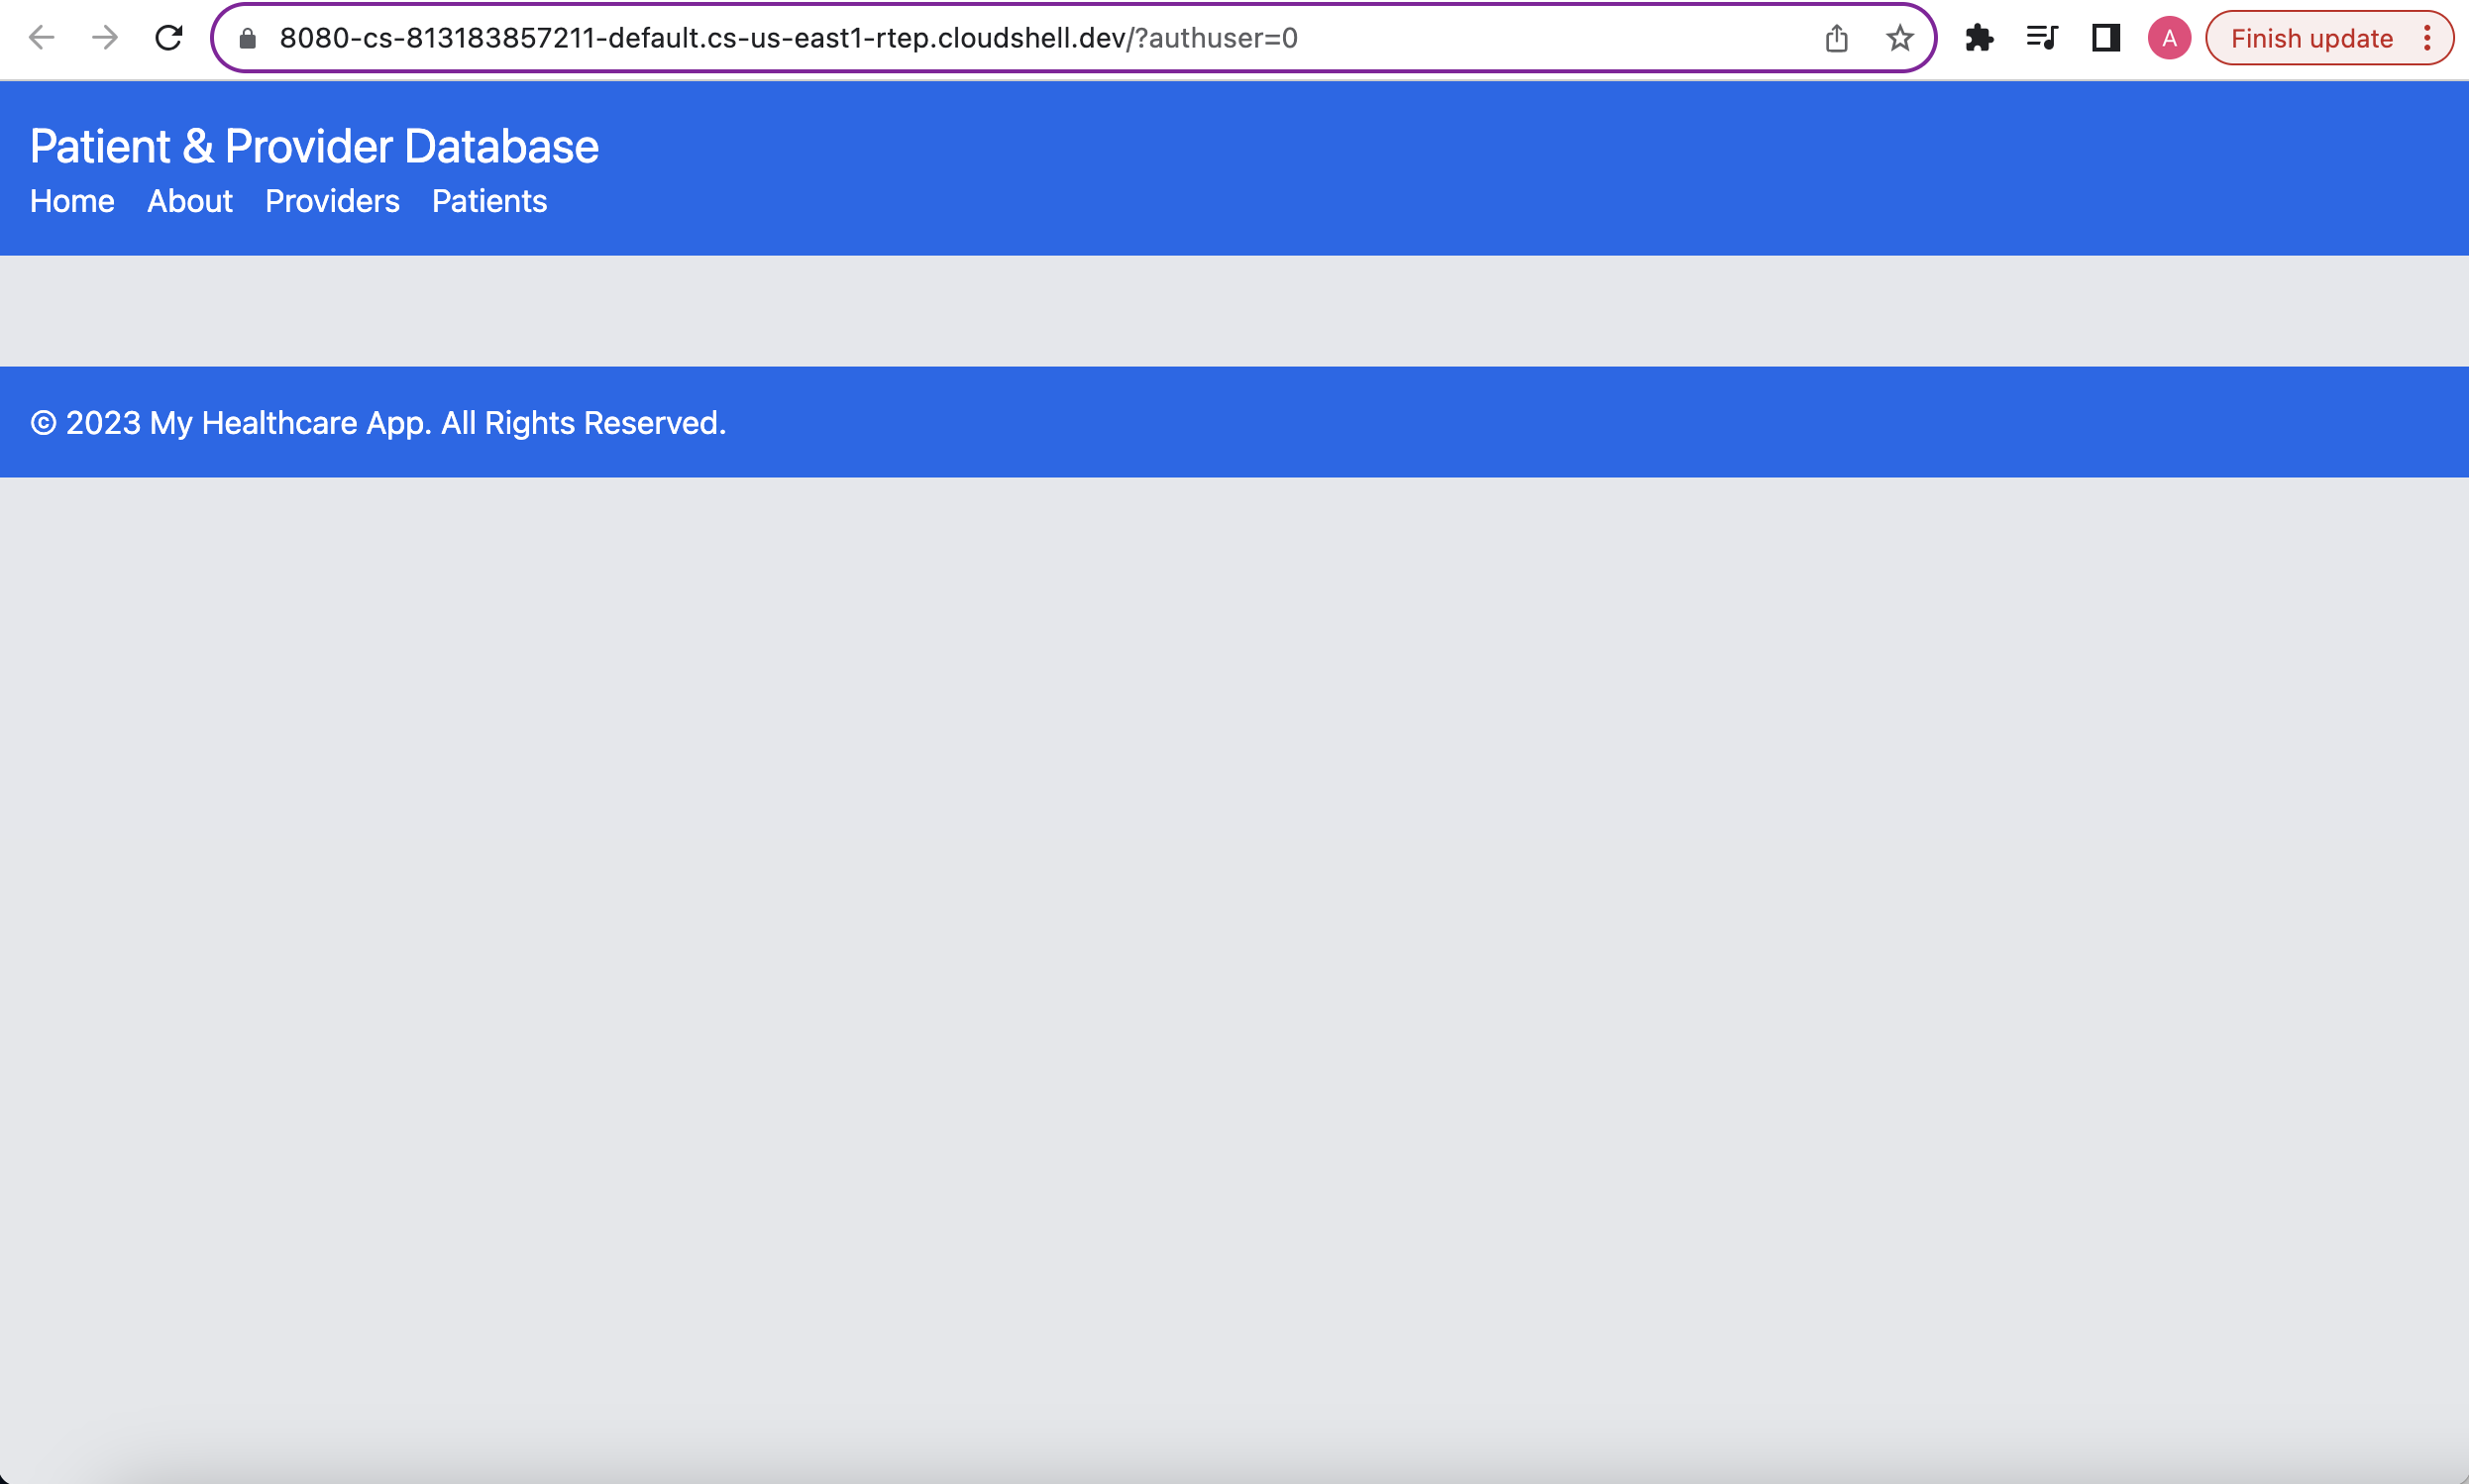 8080-cs-813183857211-default.cs-us-east1-rtep.cloudshell.dev/?authuser=0
A
Finish update
Patient & Provider Database
Home About Providers Patients
© 2023 My Healthcare App. All Rights Reserved.